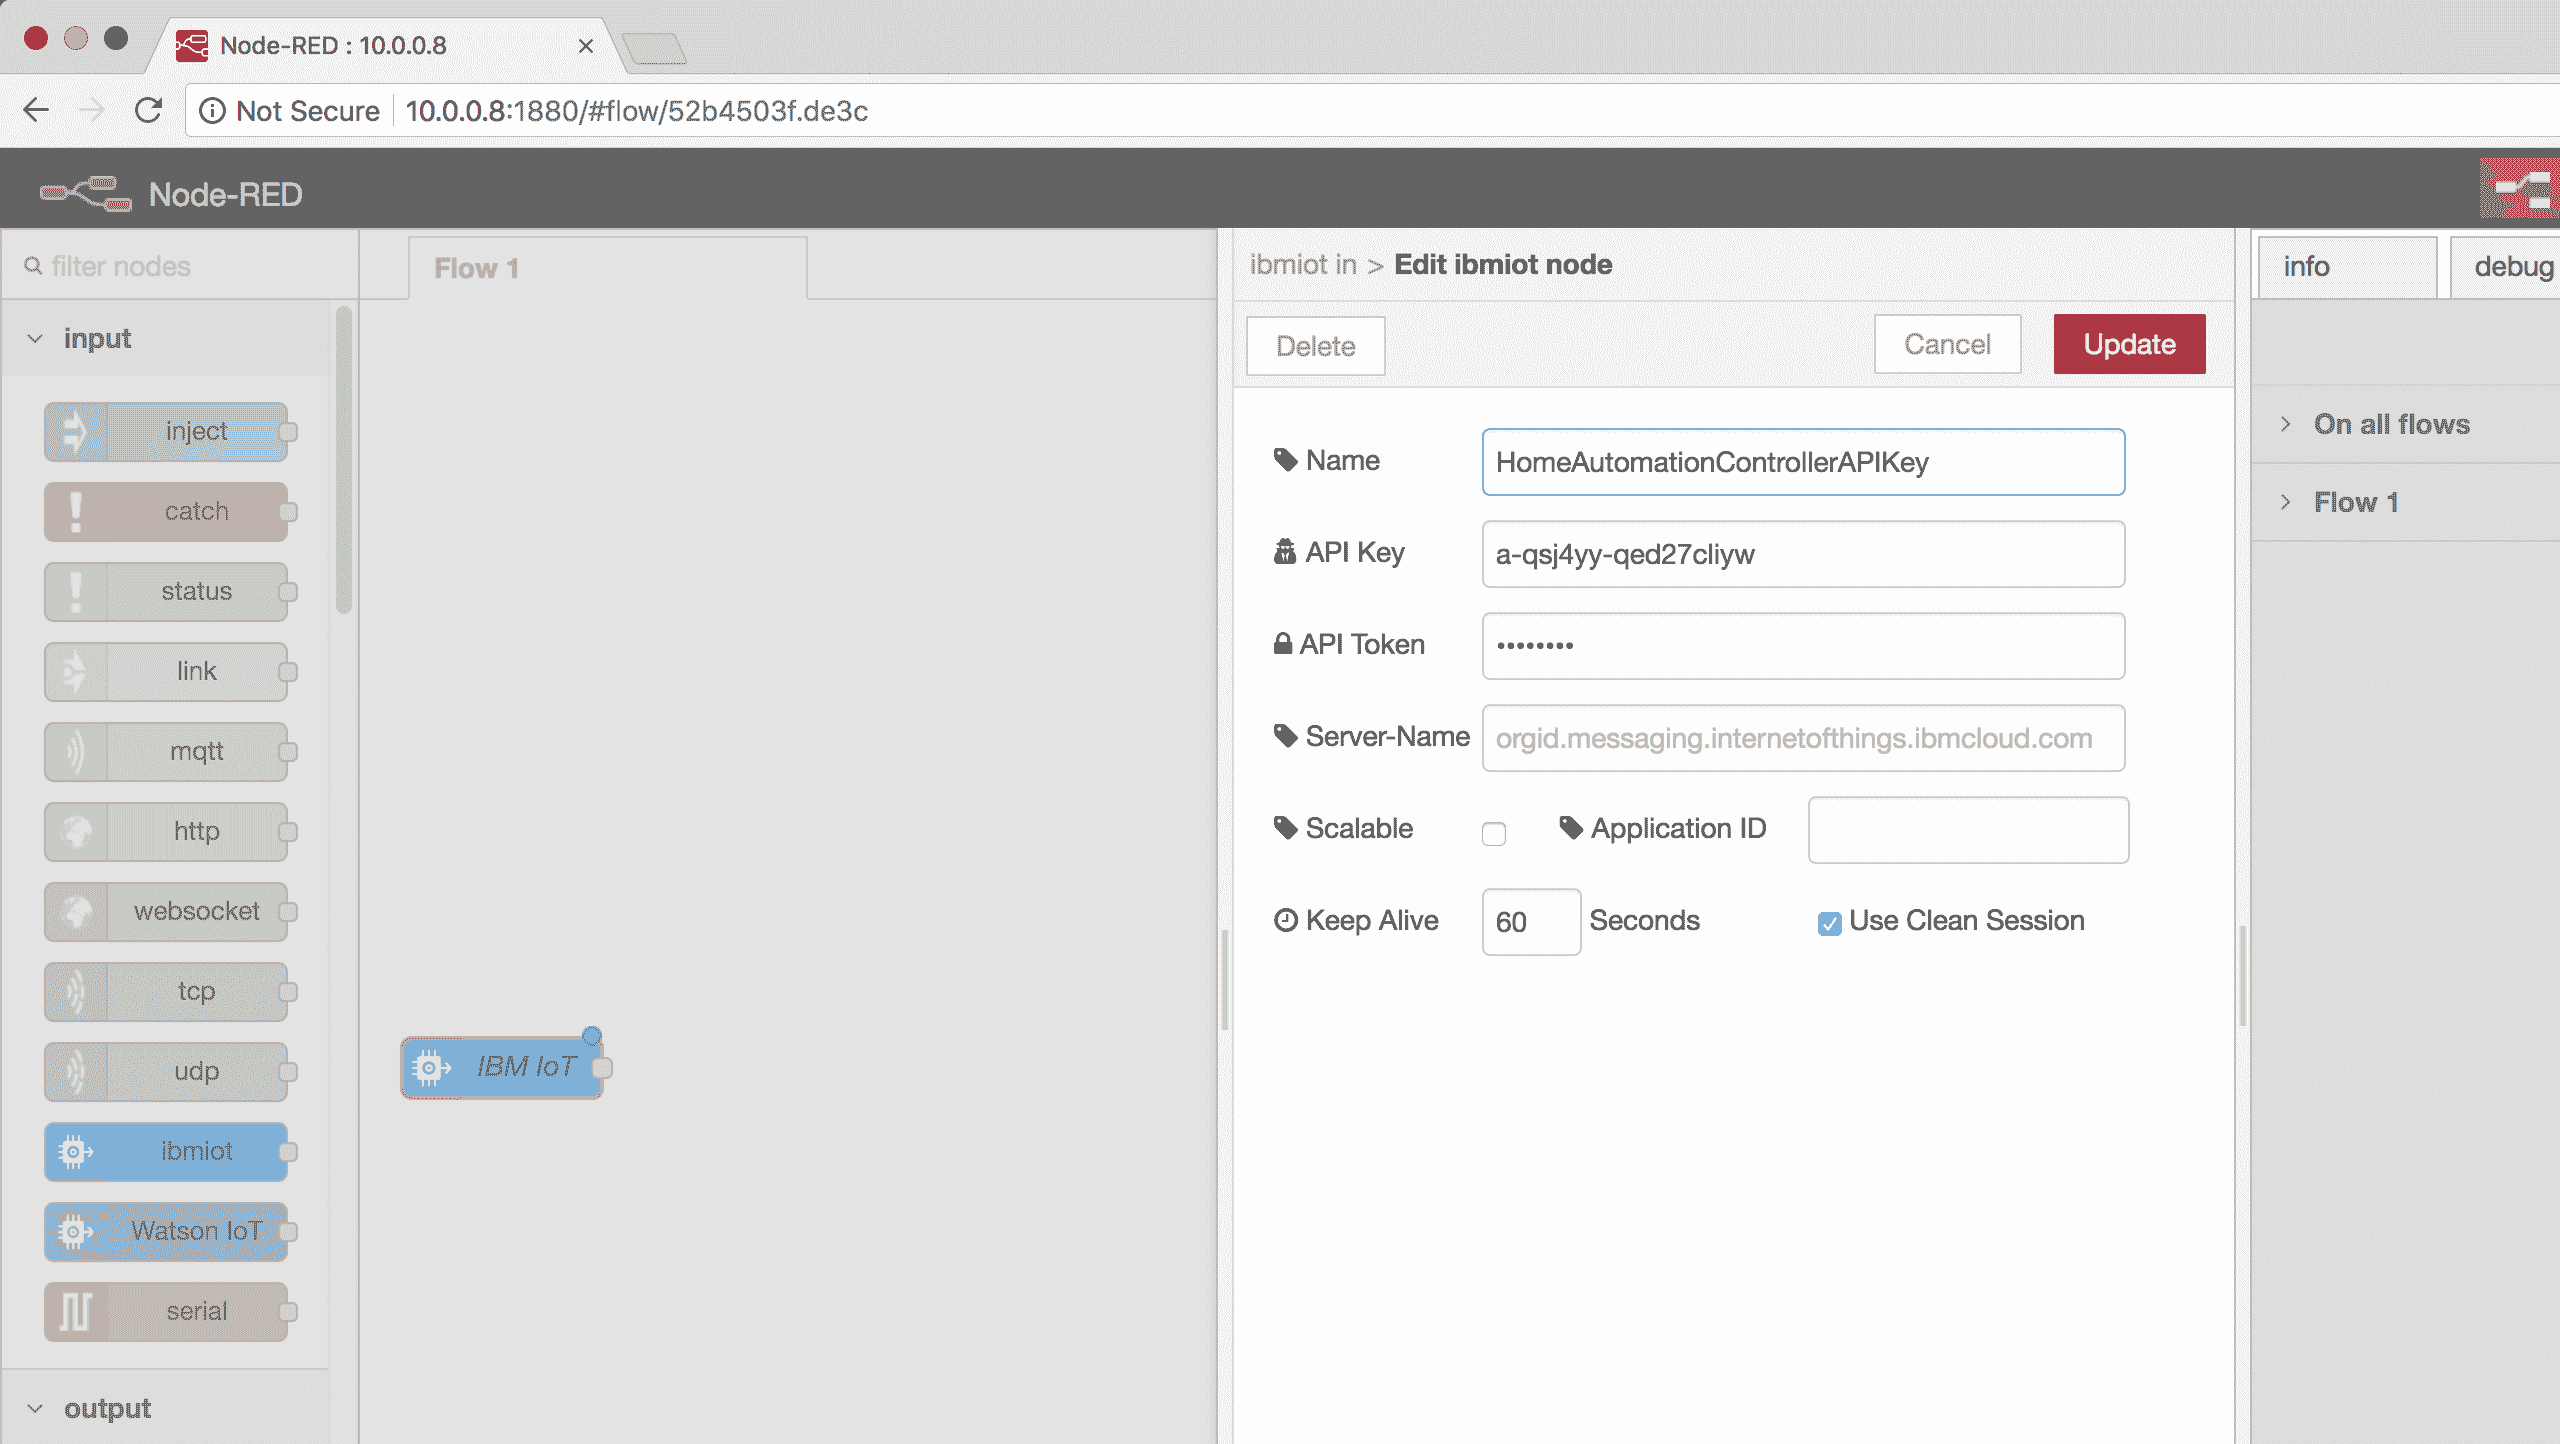 Node-RED : 10.0.0.8
Not Secure 10.0.0.8:1880/#flow/52b4503f.de3c
Node-RED
filter nodes
input
inject
catch
status
link
mqtt
http
websocket
tcp
udp
ibmiot
Watson IoT
serial
output
Flow 1
IBM IoT
ibmiot in > Edit ibmiot node
Delete
Cancel
Update
Name HomeAutomationControllerAPIKey
API Key a-qsj4yy-qed27cliyw
API Token ••••••••
Server-Name orgid.messaging.internetofthings.ibmcloud.com
Scalable Application ID
Keep Alive 60 Seconds Use Clean Session
info
debug
On all flows
Flow 1